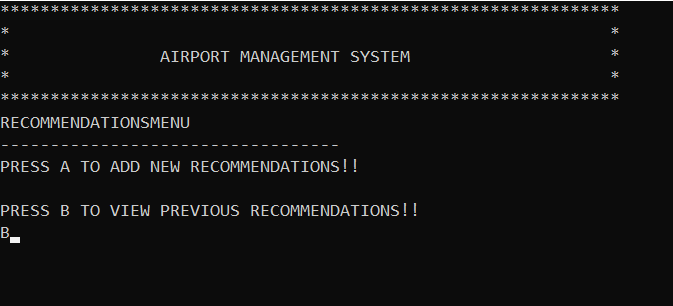 **************************************************************
* *
* AIRPORT MANAGEMENT SYSTEM *
* *
**************************************************************
RECOMMENDATIONSMENU
----------------------------------
PRESS A TO ADD NEW RECOMMENDATIONS!!
PRESS B TO VIEW PREVIOUS RECOMMENDATIONS!!
B